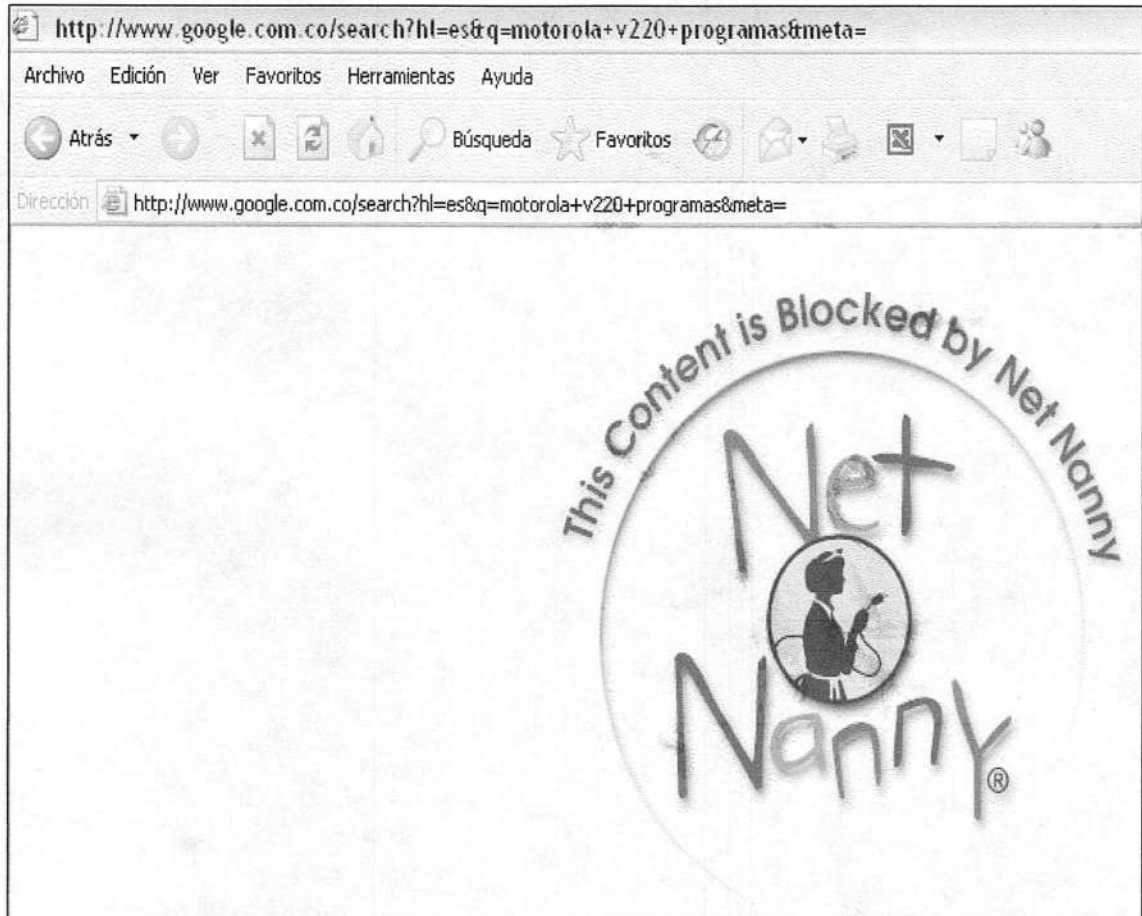 http://www.google.com.co/search?hl=es&q=motorola+v220+programas&meta=
Archivo Edición Ver Favoritos Herramientas Ayuda
Atrás Búsqueda Favoritos
Dirección http://www.google.com.co/search?hl=es&q=motorola+v220+programas&meta=
This Content is Blocked by Net Nanny
Net
Nanny®